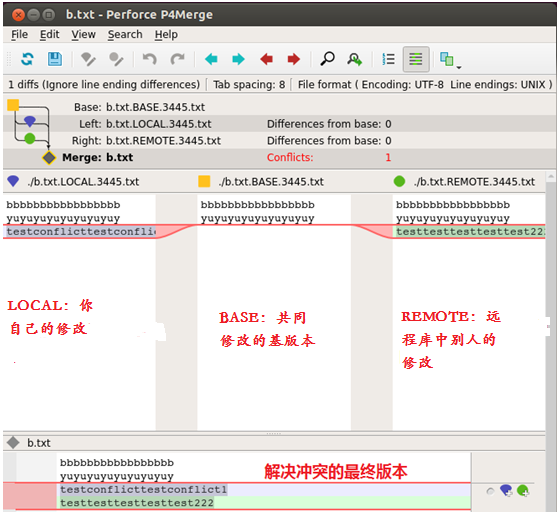 b.txt - Perforce P4Merge
File Edit View Search Help
1 diffs (Ignore line ending differences) Tab spacing: 8 File format ( Encoding: UTF-8 Line endings: UNIX )
Base: b.txt.BASE.3445.txt
Left: b.txt.LOCAL.3445.txt Differences from base: 0
Right: b.txt.REMOTE.3445.txt Differences from base: 0
Merge: b.txt Conflicts: 1
./b.txt.LOCAL.3445.txt ./b.txt.BASE.3445.txt ./b.txt.REMOTE.3445.txt
bbbbbbbbbbbbbbbbbb bbbbbbbbbbbbbbbbbb bbbbbbbbbbbbbbbbbb
yuyuyuyuyuyuyuyuy yuyuyuyuyuyuyuyuy yuyuyuyuyuyuyuyuy
testconflicttestconflic testtesttesttesttest222
LOCAL: 你
自己的修改
BASE: 共同
修改的基版本
REMOTE: 远
程库中别人的
修改
b.txt
bbbbbbbbbbbbbbbbbb
yuyuyuyuyuyuyuyuy
解决冲突的最终版本
testconflicttestconflict1
testtesttesttesttest222